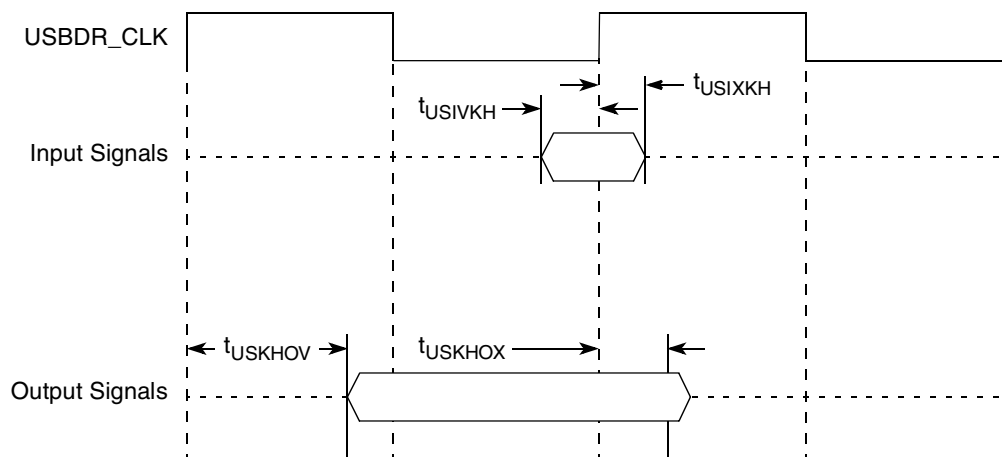 USBDR_CLK
tUSIXKH
tUSIVKH
Input Signals
tUSKHOV
tUSKHOX
Output Signals